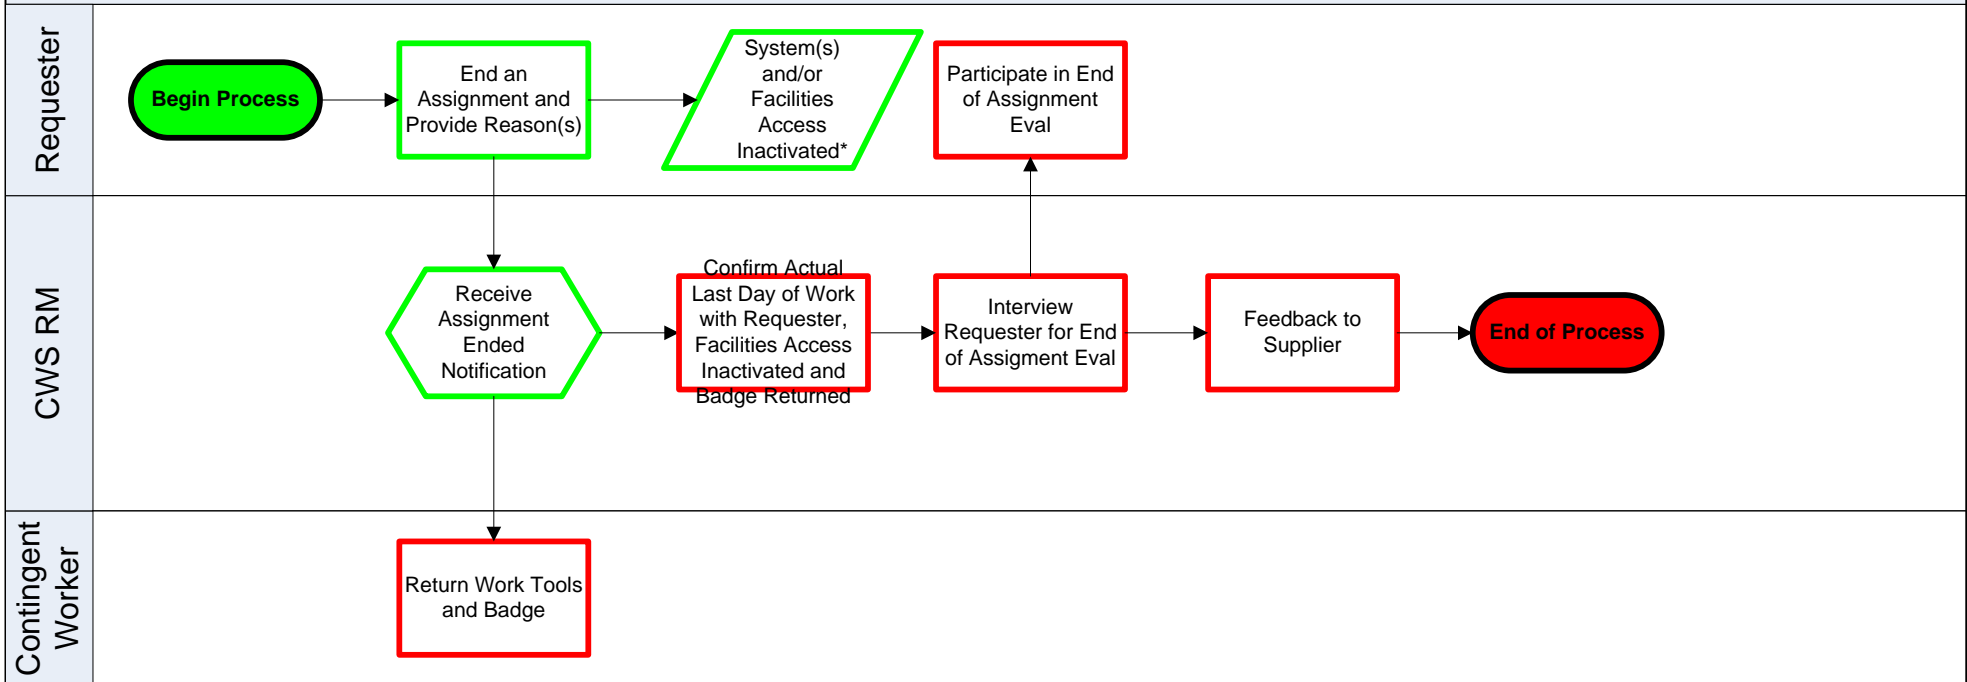 Requester
Begin Process
End an
Assignment and
Provide Reason(s)
System(s)
and/or
Facilities
Access
Inactivated*
Participate in End
of Assignment
Eval
CWS RM
Receive
Assignment
Ended
Notification
Confirm Actual
Last Day of Work
with Requester,
Facilities Access
Inactivated and
Badge Returned
Interview
Requester for End
of Assigment Eval
Feedback to
Supplier
End of Process
Contingent
Worker
Return Work Tools
and Badge